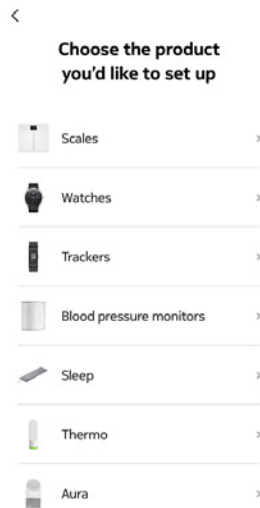 Choose the product
you'd like to set up
Scales
Watches
Trackers
Blood pressure monitors
Sleep
Thermo
Aura